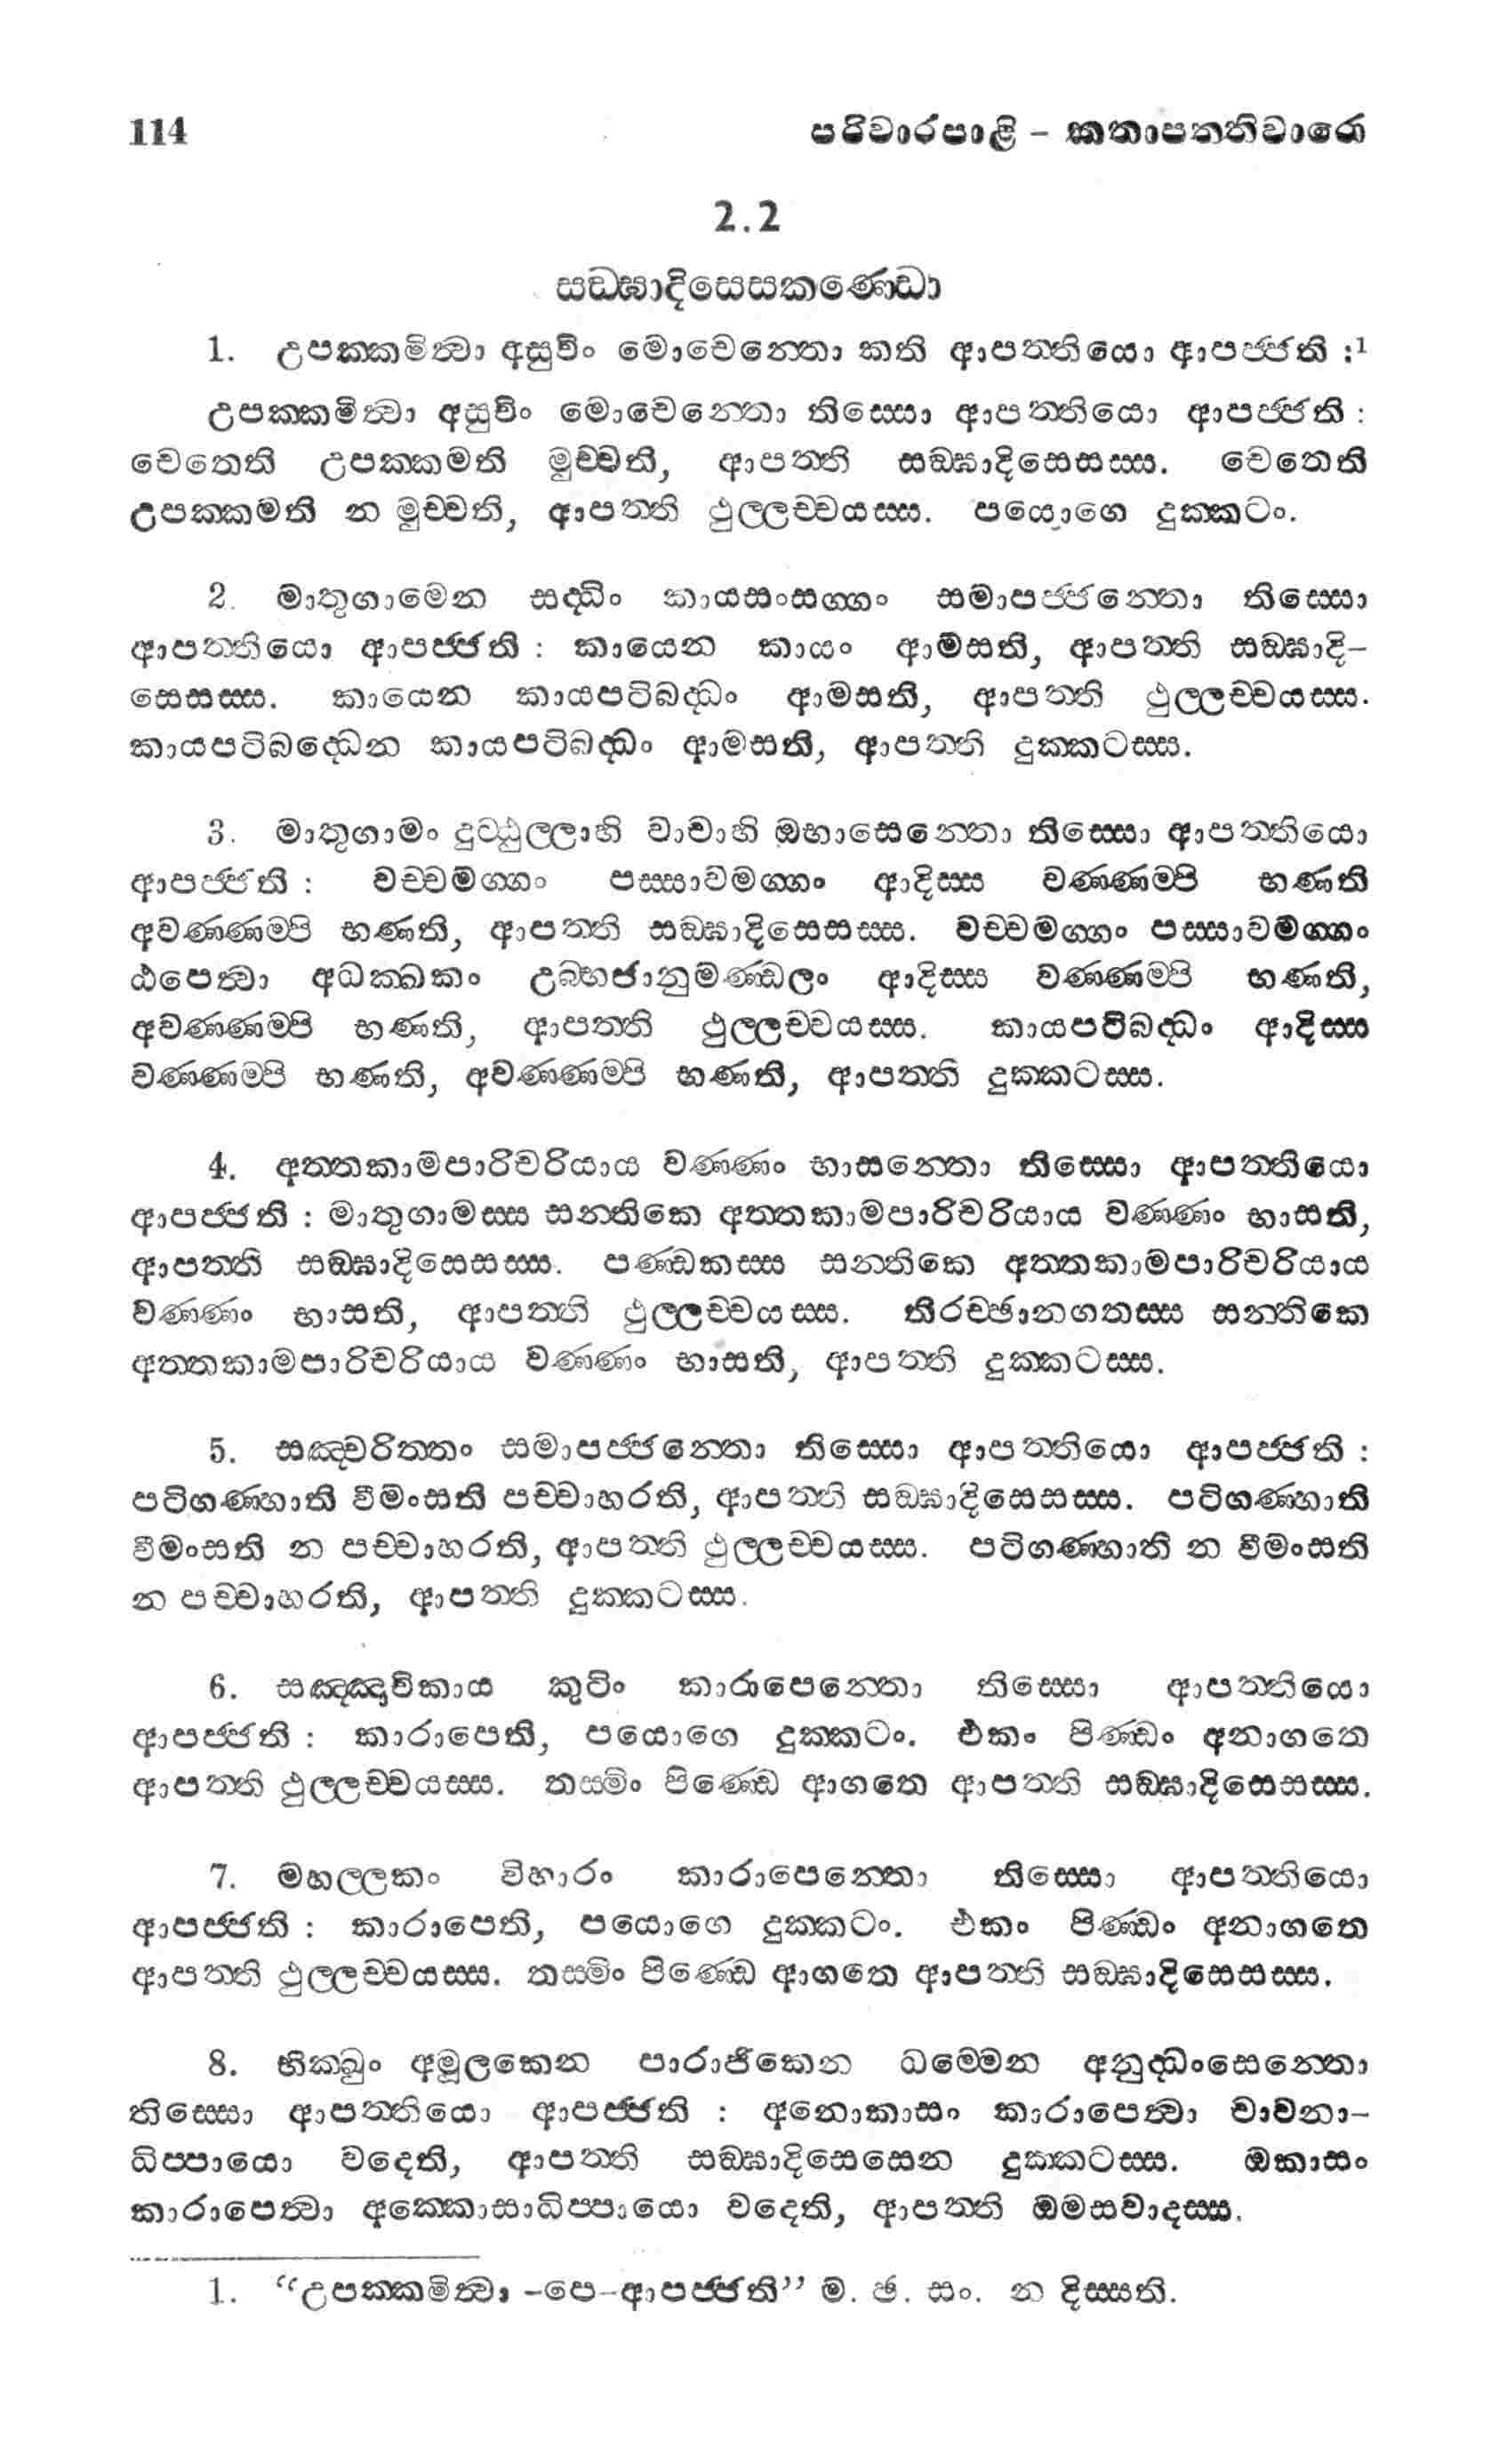 114 පරිවාරපාළි – කතාපත්තිවාරෙ
2.2
සඞ්ඝාදිසෙසකණ්ඩො
1. උපක්කමිත්වා අසුචිං මොචෙන්තො කති ආපත්තියො ආපජ්ජති :¹
උපක්කමිත්වා අසුචිං මොචෙන්තො තිස්සො ආපත්තියො ආපජ්ජති :
චෙතෙති උපක්කමති මුච්චති, ආපත්ති සඞ්ඝාදිසෙසස්ස. චෙතෙති
උපක්කමති න මුච්චති, ආපත්ති ථුල්ලච්චයස්ස. පයොගෙ දුක්කටං.
2. මාතුගාමෙන සද්ධිං කායසංසග්ගං සමාපජ්ජන්තො තිස්සො
ආපත්තියො ආපජ්ජති : කායෙන කායං ආමසති, ආපත්ති සඞ්ඝාදි–
සෙසස්ස. කායෙන කායපටිබද්ධං ආමසති, ආපත්ති ථුල්ලච්චයස්ස.
කායපටිබද්ධෙන කායපටිබද්ධං ආමසති, ආපත්ති දුක්කටස්ස.
3. මාතුගාමං දුට්ඨුල්ලාහි වාචාහි ඔභාසෙන්තො තිස්සො ආපත්තියො
ආපජ්ජති : වච්චමග්ගං පස්සාවමග්ගං ආදිස්ස වණ්ණම්පි භණති
අවණ්ණම්පි භණති, ආපත්ති සඞ්ඝාදිසෙසස්ස. වච්චමග්ගං පස්සාවමග්ගං
ඨපෙත්වා අධක්ඛකං උබ්භජානුමණ්ඩලං ආදිස්ස වණ්ණම්පි භණති,
අවණ්ණම්පි භණති, ආපත්ති ථුල්ලච්චයස්ස. කායපටිබද්ධං ආදිස්ස
වණ්ණම්පි භණති, අවණ්ණම්පි භණති, ආපත්ති දුක්කටස්ස.
4. අත්තකාමපාරිචරියාය වණ්ණං භාසන්තො තිස්සො ආපත්තියො
ආපජ්ජති : මාතුගාමස්ස සන්තිකෙ අත්තකාමපාරිචරියාය වණ්ණං භාසති,
ආපත්ති සඞ්ඝාදිසෙසස්ස. පණ්ඩකස්ස සන්තිකෙ අත්තකාමපාරිචරියාය
වණ්ණං භාසති, ආපත්ති ථුල්ලච්චයස්ස. තිරච්ඡානගතස්ස සන්තිකෙ
අත්තකාමපාරිචරියාය වණ්ණං භාසති, ආපත්ති දුක්කටස්ස.
5. සඤ්චරිත්තං සමාපජ්ජන්තො තිස්සො ආපත්තියො ආපජ්ජති :
පටිගණ්හාති වීමංසති පච්චාහරති, ආපත්ති සඞ්ඝාදිසෙසස්ස. පටිගණ්හාති
වීමංසති න පච්චාහරති, ආපත්ති ථුල්ලච්චයස්ස. පටිගණ්හාති න වීමංසති
න පච්චාහරති, ආපත්ති දුක්කටස්ස.
6. සඤ්ඤාචිකාය කුටිං කාරාපෙන්තො තිස්සො ආපත්තියො
ආපජ්ජති : කාරාපෙති, පයොගෙ දුක්කටං. එකං පිණ්ඩං අනාගතෙ
ආපත්ති ථුල්ලච්චයස්ස. තස්මිං පිණ්ඩෙ ආගතෙ ආපත්ති සඞ්ඝාදිසෙසස්ස.
7. මහල්ලකං විහාරං කාරාපෙන්තො තිස්සො ආපත්තියො
ආපජ්ජති : කාරාපෙති, පයොගෙ දුක්කටං. එකං පිණ්ඩං අනාගතෙ
ආපත්ති ථුල්ලච්චයස්ස. තස්මිං පිණ්ඩෙ ආගතෙ ආපත්ති සඞ්ඝාදිසෙසස්ස.
8. භික්ඛුං අමූලකෙන පාරාජිකෙන ධම්මෙන අනුද්ධංසෙන්තො
තිස්සො ආපත්තියො ආපජ්ජති : අනොකාසං කාරාපෙත්වා චාවනා–
ධිප්පායො වදෙති, ආපත්ති සඞ්ඝාදිසෙසෙන දුක්කටස්ස. ඔකාසං
කාරාපෙත්වා අක්කොසාධිප්පායො වදෙති, ආපත්ති ඔමසවාදස්ස.
1. “උපක්කමිත්වා –පෙ–ආපජ්ජති” ම. ඡ. සං. න දිස්සති.